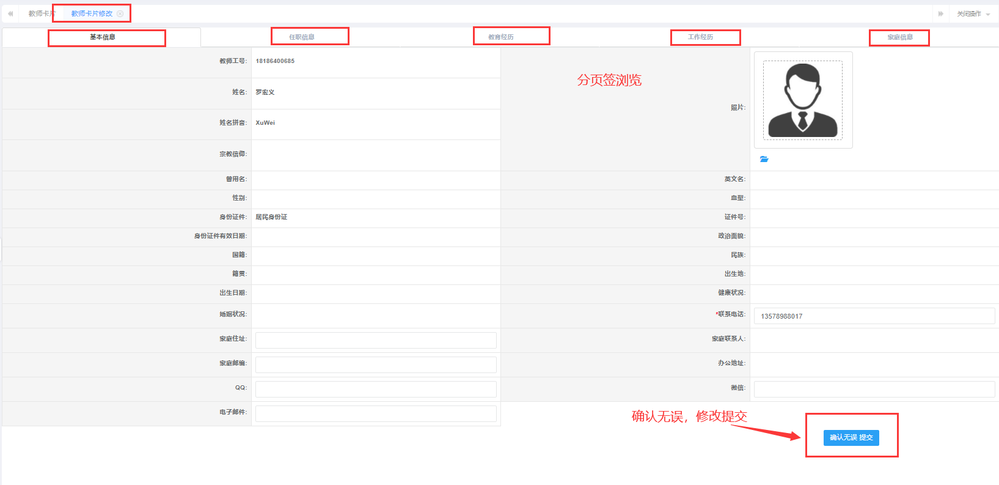 教师卡片
教师卡片修改
关闭操作
基本信息
任职信息
教育经历
工作经历
家庭信息
教师工号: 18186400685
分页签浏览
姓名: 罗宏义
照片:
姓名拼音: XuWei
宗教信仰:
曾用名:
英文名:
性别:
血型:
身份证件: 居民身份证
证件号:
身份证件有效日期:
政治面貌:
国籍:
民族:
籍贯:
出生地:
出生日期:
健康状况:
婚姻状况:
*联系电话: 13578988017
家庭住址:
家庭联系人:
家庭邮编:
办公地址:
QQ:
微信:
电子邮件:
确认无误，修改提交
确认无误 提交